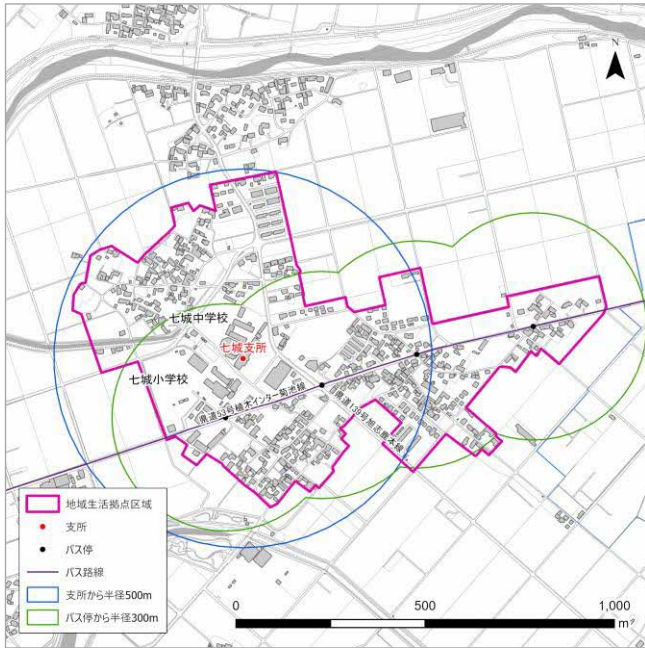 N
七城中学校
七城支所
七城小学校
県道53号植木インター菊池線
県道139号旭志鹿本線
地域生活拠点区域
支所
バス停
バス路線
支所から半径500m
バス停から半径300m
0 500 1,000
m